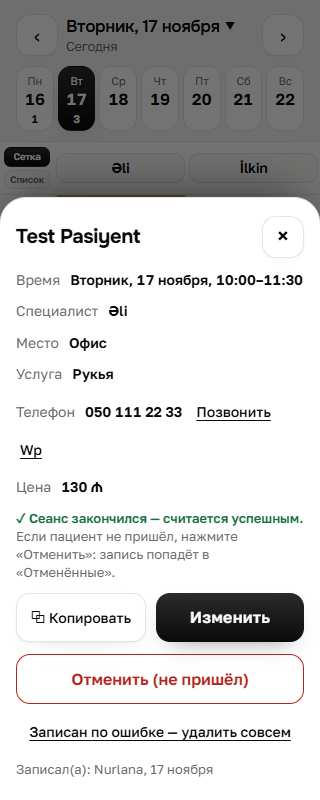 ‹
Вторник, 17 ноября ▼
Сегодня
›
Пн Вт Ср Чт Пт Сб Вс
16 17 18 19 20 21 22
1 3
Сетка
Список
Əli
İlkin
Test Pasiyent
×
Время Вторник, 17 ноября, 10:00–11:30
Специалист Əli
Место Офис
Услуга Рукья
Телефон 050 111 22 33 Позвонить
Wp
Цена 130 ₼
✓ Сеанс закончился — считается успешным.
Если пациент не пришёл, нажмите
«Отменить»: запись попадёт в
«Отменённые».
Копировать
Изменить
Отменить (не пришёл)
Записан по ошибке — удалить совсем
Записал(а): Nurlana, 17 ноября